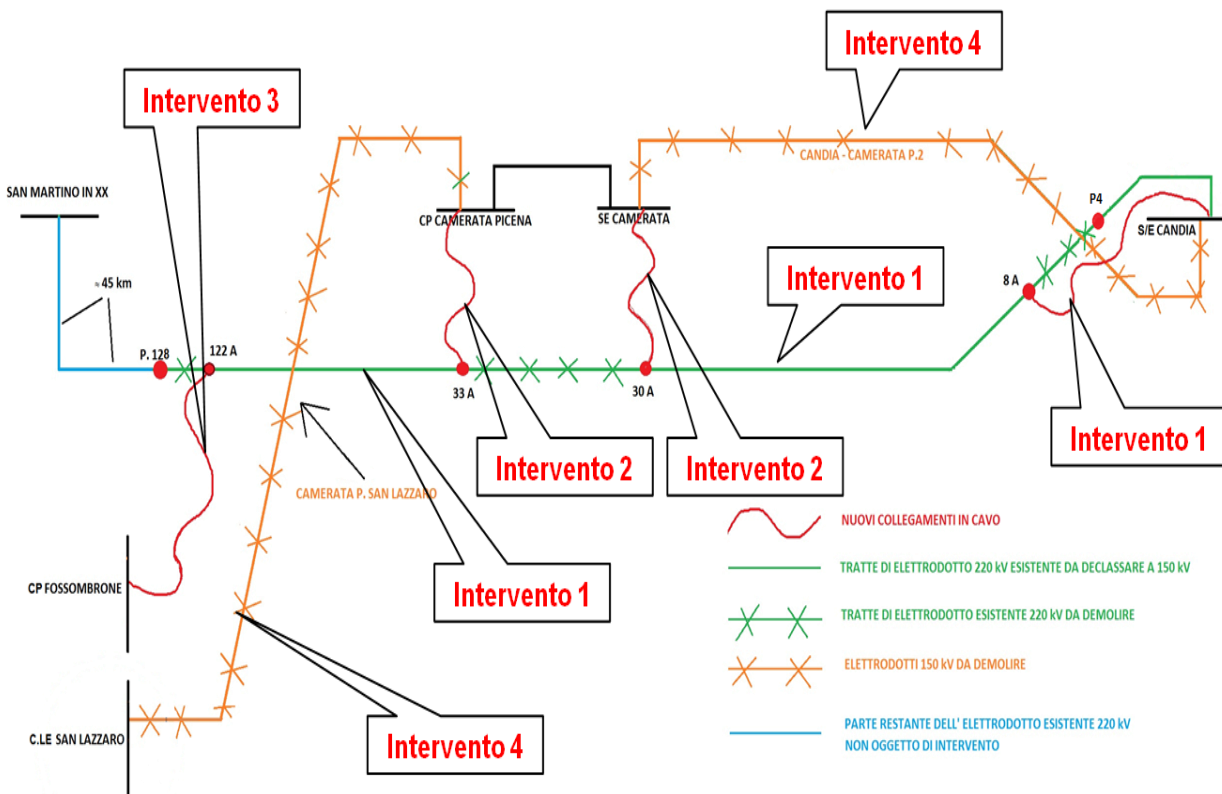 Intervento 4
Intervento 3
CANDIA - CAMERATA P.2
SAN MARTINO IN XX
CP CAMERATA PICENA
SE CAMERATA
P4
S/E CANDIA
≈ 45 km
Intervento 1
8 A
P. 128
122 A
33 A
30 A
Intervento 2
Intervento 2
Intervento 1
CAMERATA P. SAN LAZZARO
NUOVI COLLEGAMENTI IN CAVO
TRATTE DI ELETTRODOTTO 220 kV ESISTENTE DA DECLASSARE A 150 kV
CP FOSSOMBRONE
Intervento 1
TRATTE DI ELETTRODOTTO ESISTENTE 220 kV DA DEMOLIRE
ELETTRODOTTI 150 kV DA DEMOLIRE
C.LE SAN LAZZARO
Intervento 4
PARTE RESTANTE DELL' ELETTRODOTTO ESISTENTE 220 kV
NON OGGETTO DI INTERVENTO